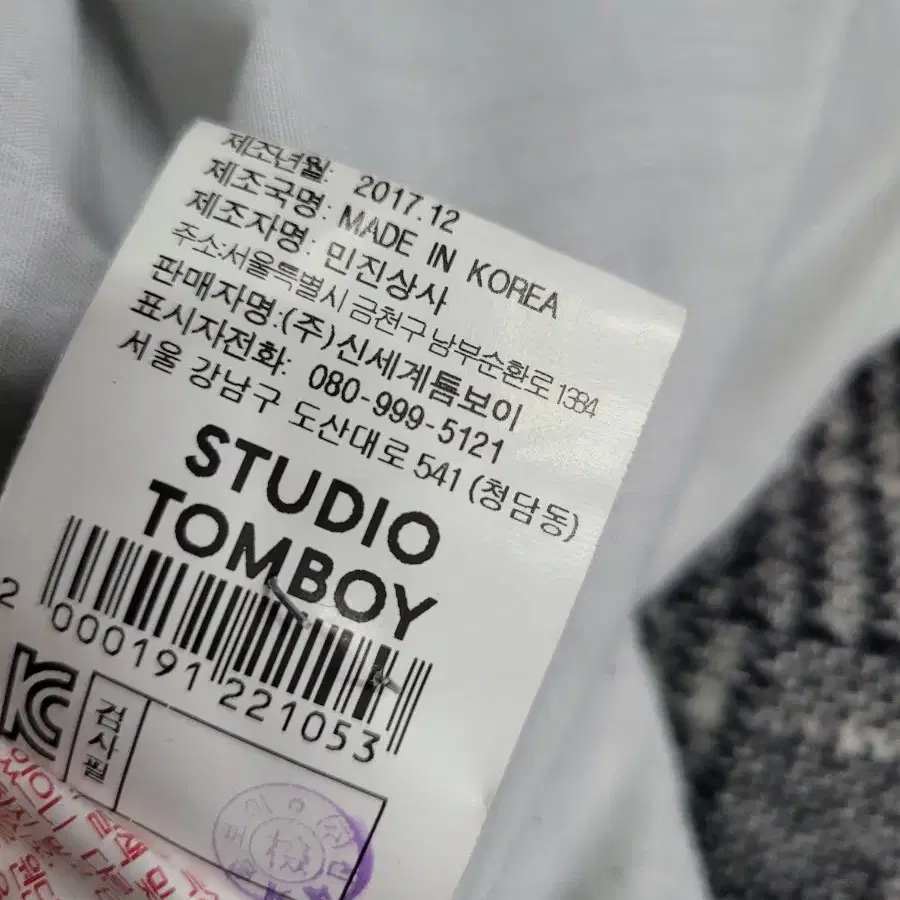 제조년월: 2017.12
제조국명: MADE IN KOREA
제조자명: 민진상사
주소:서울특별시 금천구 남부순환로 1384
판매자명:(주)신세계톰보이
표시자전화: 080-999-5121
서울 강남구 도산대로 541 (청담동)
STUDIO
TOMBOY
2 000191 221053
검사필